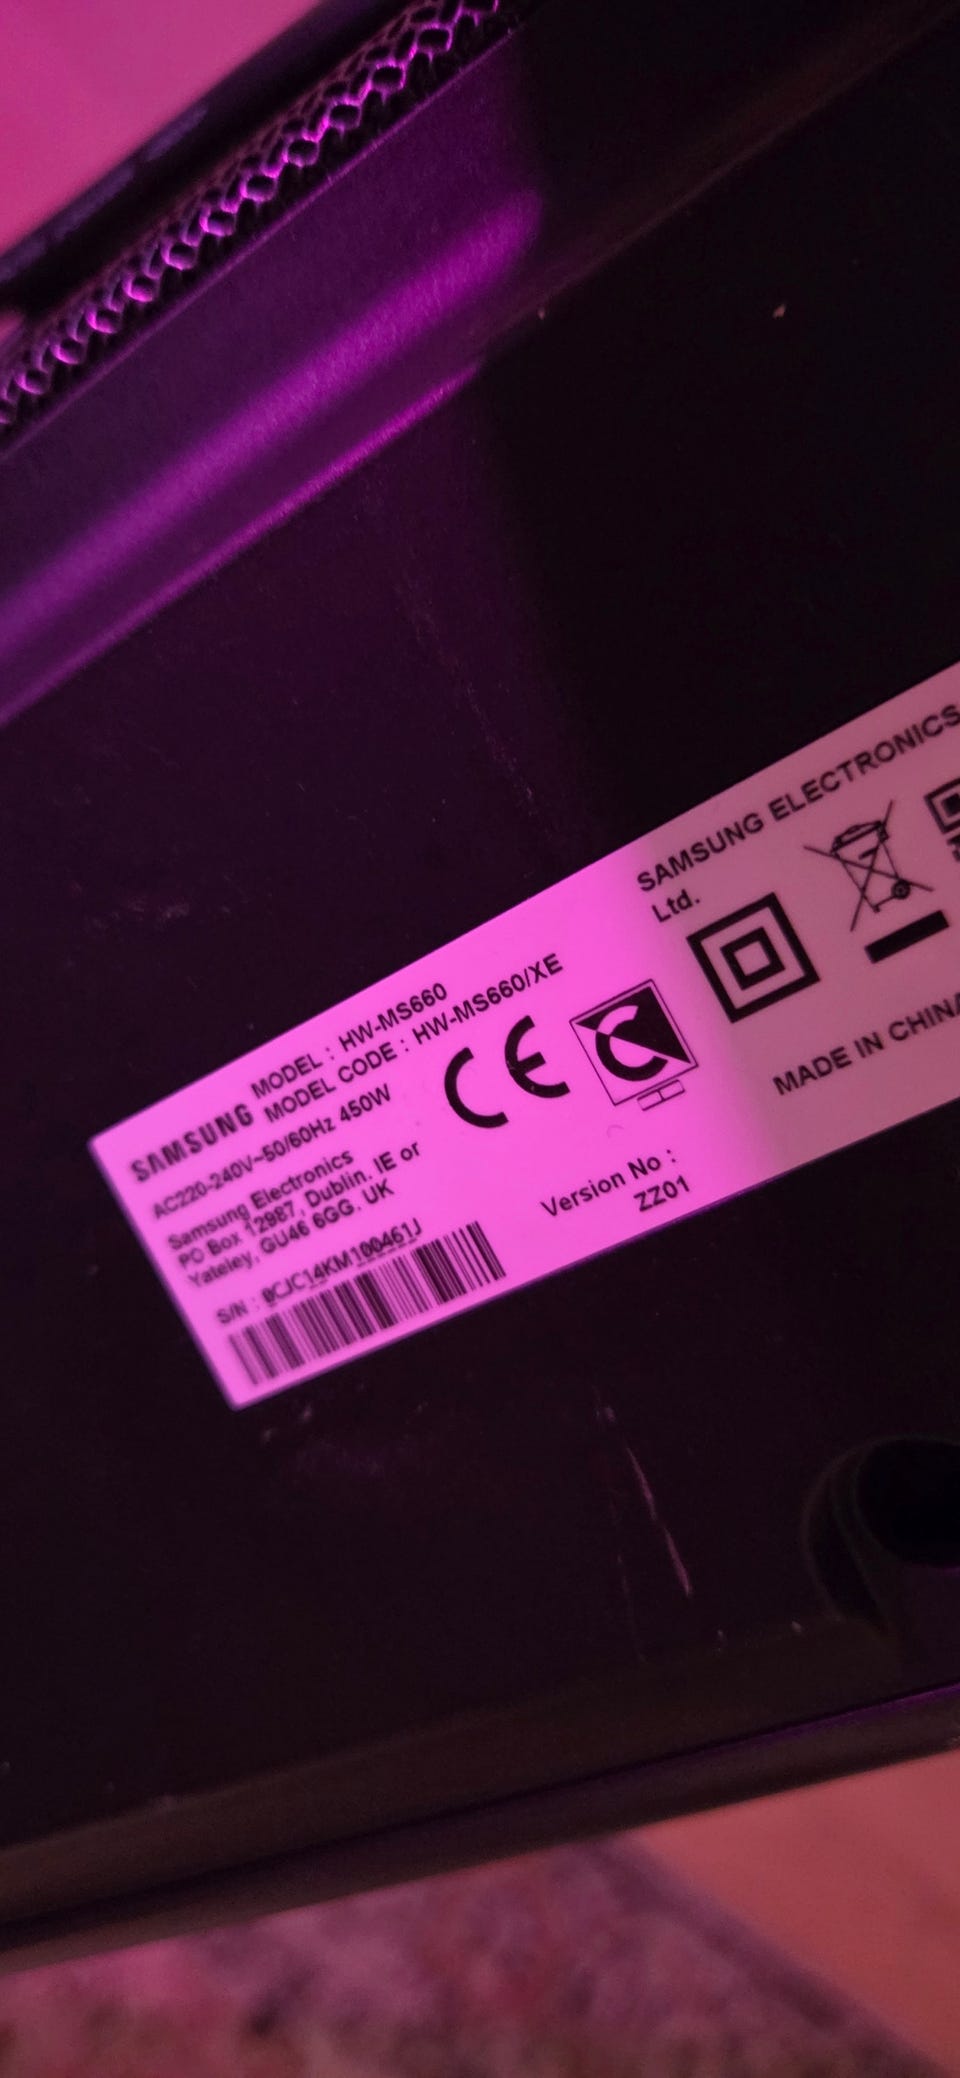 SAMSUNG
MODEL : HW-MS660
MODEL CODE : HW-MS660/XE
AC220-240V~50/60Hz 450W
Samsung Electronics
PO Box 12987, Dublin. IE or
Yateley, GU46 6GG. UK
S/N : 0CJC14KM100461J
CE
C
Version No :
ZZ01
SAMSUNG ELECTRONICS
Ltd.
MADE IN CHINA